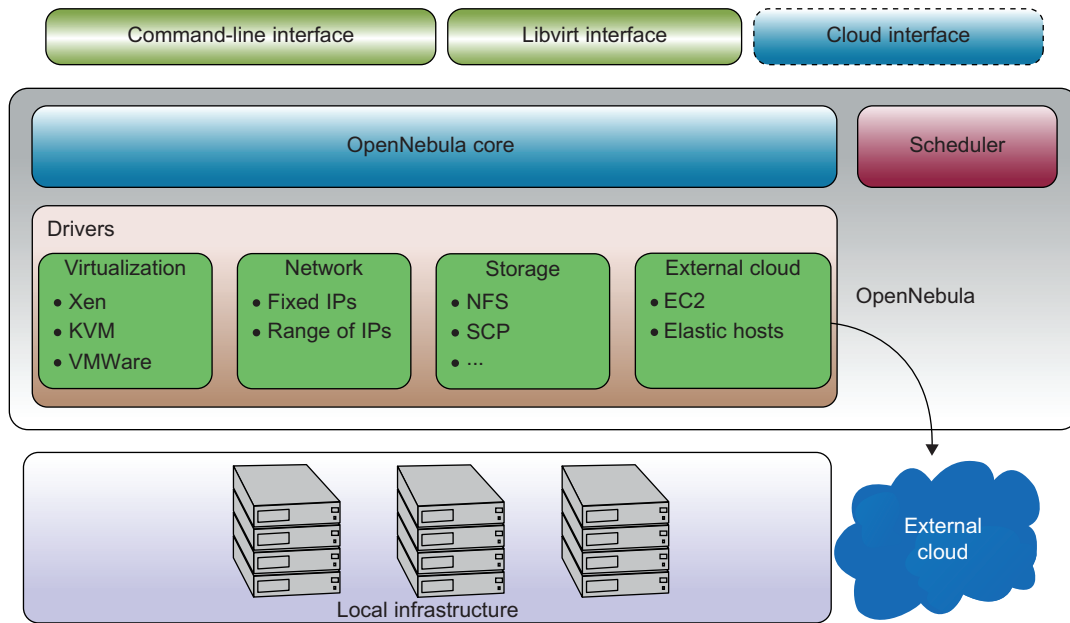 Command-line interface
Libvirt interface
Cloud interface
OpenNebula core
Scheduler
Drivers
Virtualization
• Xen
• KVM
• VMWare
Network
• Fixed IPs
• Range of IPs
Storage
• NFS
• SCP
• ...
External cloud
• EC2
• Elastic hosts
OpenNebula
External
cloud
Local infrastructure